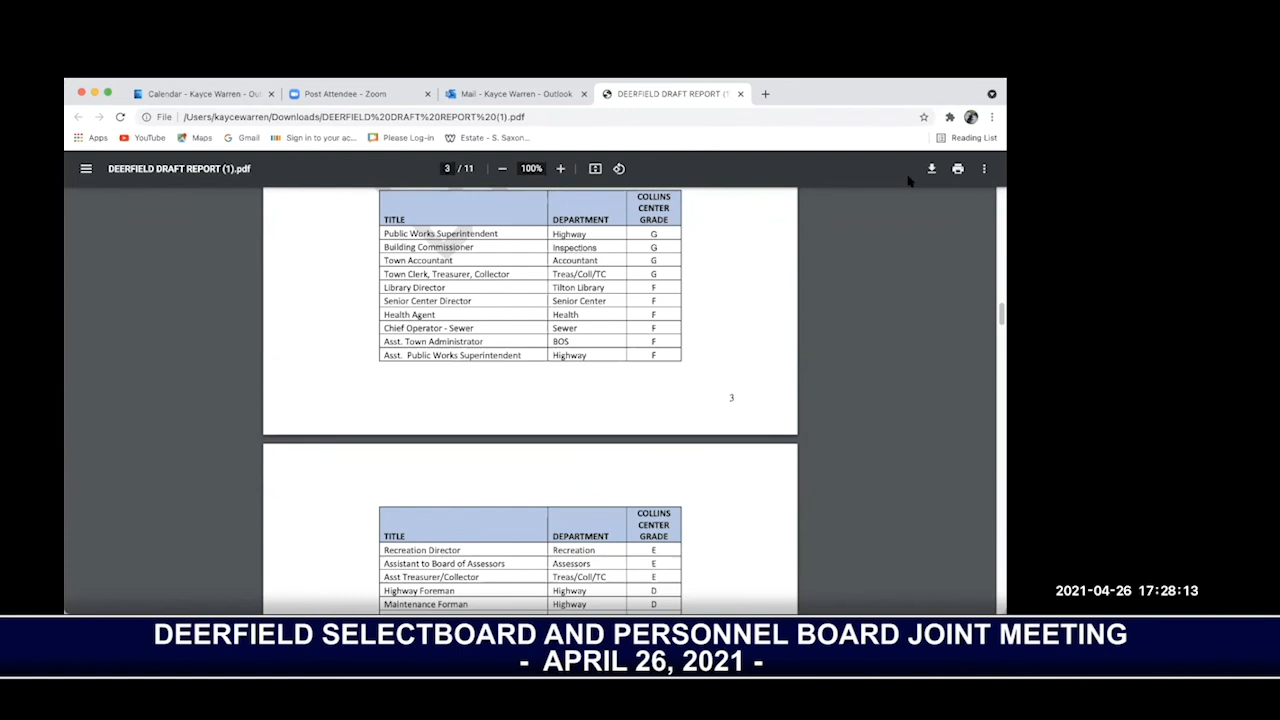 Calendar - Kayce Warren - Out
Post Attendee - Zoom
Mail - Kayce Warren - Outlook
DEERFIELD DRAFT REPORT (1
File /Users/kaycewarren/Downloads/DEERFIELD%20DRAFT%20REPORT%20(1).pdf
Apps YouTube Maps Gmail Sign in to your ac... Please Log-in Estate - S. Saxon... Reading List
DEERFIELD DRAFT REPORT (1).pdf 3 / 11 100%
TITLE DEPARTMENT COLLINS CENTER GRADE
Public Works Superintendent Highway G
Building Commissioner Inspections G
Town Accountant Accountant G
Town Clerk, Treasurer, Collector Treas/Coll/TC G
Library Director Tilton Library F
Senior Center Director Senior Center F
Health Agent Health F
Chief Operator - Sewer Sewer F
Asst. Town Administrator BOS F
Asst. Public Works Superintendent Highway F
3
TITLE DEPARTMENT COLLINS CENTER GRADE
Recreation Director Recreation E
Assistant to Board of Assessors Assessors E
Asst Treasurer/Collector Treas/Coll/TC E
Highway Foreman Highway D
Maintenance Forman Highway D
2021-04-26 17:28:13
DEERFIELD SELECTBOARD AND PERSONNEL BOARD JOINT MEETING
- APRIL 26, 2021 -